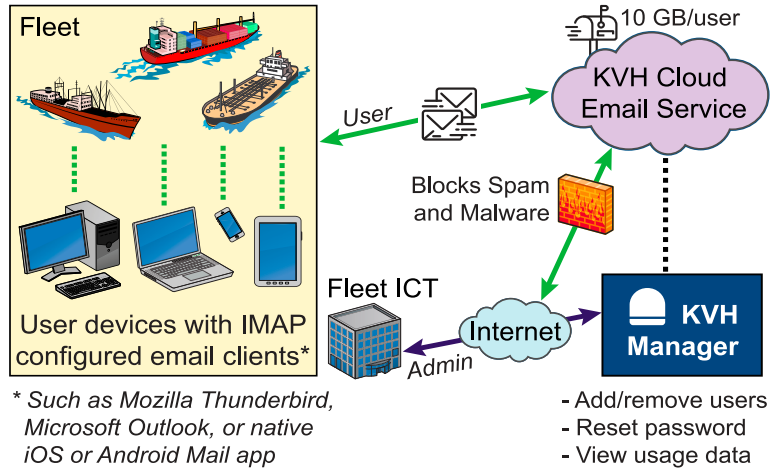 Fleet
10 GB/user
KVH Cloud
Email Service
User
Blocks Spam
and Malware
User devices with IMAP
configured email clients*
Fleet ICT
Internet
Admin
KVH
Manager
* Such as Mozilla Thunderbird,
Microsoft Outlook, or native
iOS or Android Mail app
- Add/remove users
- Reset password
- View usage data